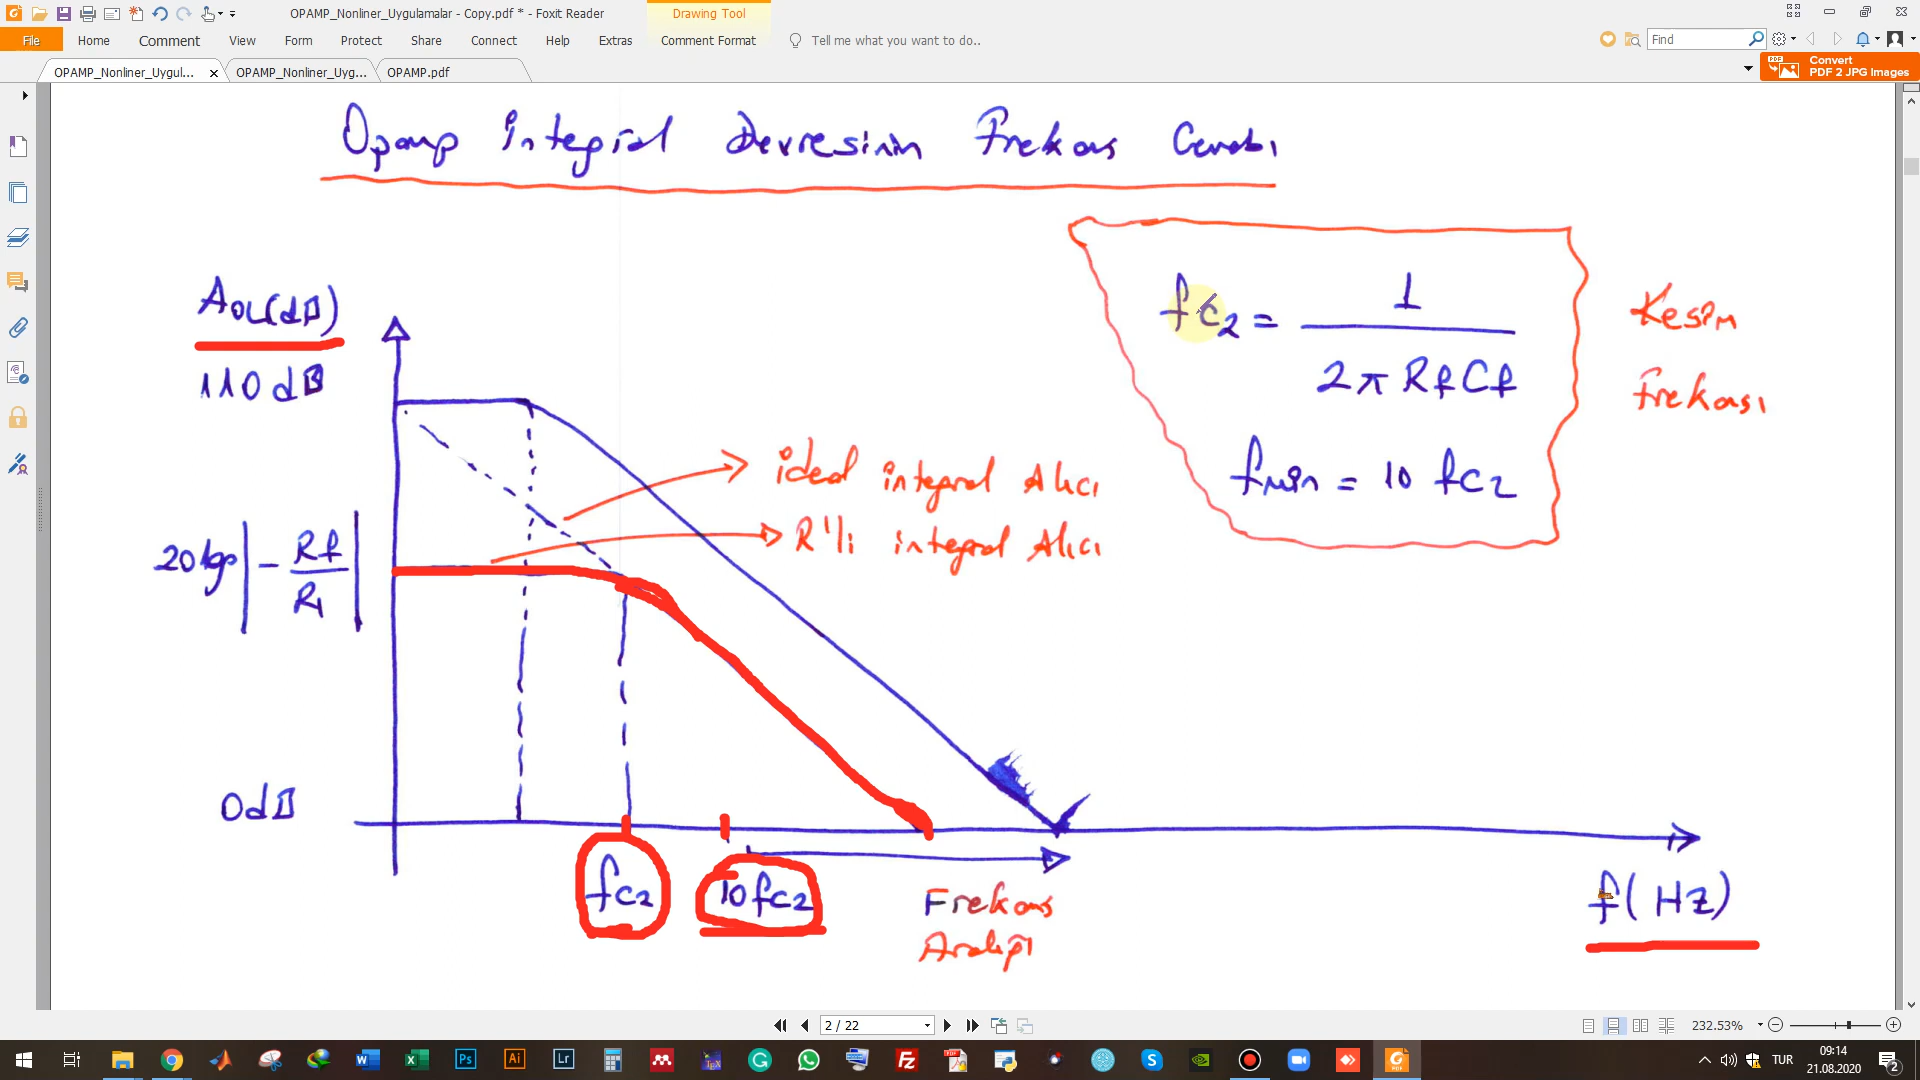 OPAMP_Nonliner_Uygulamalar - Copy.pdf * - Foxit Reader
Drawing Tool
File Home Comment View Form Protect Share Connect Help Extras Comment Format Tell me what you want to do.. Find
OPAMP_Nonliner_Uygul... OPAMP_Nonliner_Uyg... OPAMP.pdf
Convert
PDF 2 JPG Images
Opamp İntegral Devresinin Frekans Cevabı
AOL(dB)
110 dB
fc2 = 1 / 2π Rf Cf
Kesim
Frekansı
fmin = 10 fc2
ideal integral Alıcı
R'li integral Alıcı
20 log |- Rf / R1|
0dB
fc2 10fc2
Frekans
Aralığı
f(Hz)
2 / 22
232.53%
TUR
09:14
21.08.2020
2